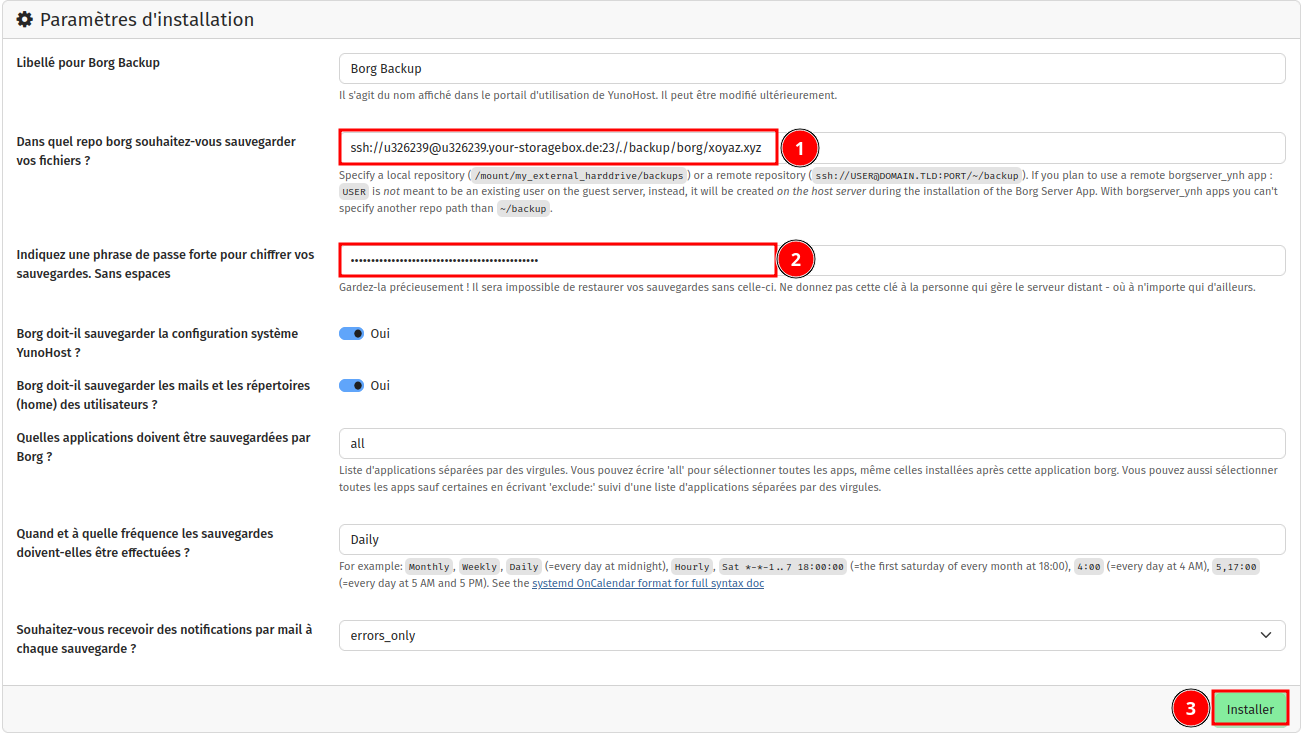 Paramètres d'installation
Libellé pour Borg Backup
Borg Backup
Il s'agit du nom affiché dans le portail d'utilisation de YunoHost. Il peut être modifié ultérieurement.
Dans quel repo borg souhaitez-vous sauvegarder
vos fichiers ?
ssh://u326239@u326239.your-storagebox.de:23/./backup/borg/xoyaz.xyz
1
Specify a local repository ( /mount/my_external_harddrive/backups ) or a remote repository ( ssh://USER@DOMAIN.TLD:PORT/~/backup ). If you plan to use a remote borgserver_ynh app :
USER is not meant to be an existing user on the guest server, instead, it will be created on the host server during the installation of the Borg Server App. With borgserver_ynh apps you can't
specify another repo path than ~/backup .
Indiquez une phrase de passe forte pour chiffrer vos
sauvegardes. Sans espaces
2
Gardez-la précieusement ! Il sera impossible de restaurer vos sauvegardes sans celle-ci. Ne donnez pas cette clé à la personne qui gère le serveur distant - où à n'importe qui d'ailleurs.
Borg doit-il sauvegarder la configuration système
YunoHost ?
Oui
Borg doit-il sauvegarder les mails et les répertoires
(home) des utilisateurs ?
Oui
Quelles applications doivent être sauvegardées par
Borg ?
all
Liste d'applications séparées par des virgules. Vous pouvez écrire 'all' pour sélectionner toutes les apps, même celles installées après cette application borg. Vous pouvez aussi sélectionner
toutes les apps sauf certaines en écrivant 'exclude:' suivi d'une liste d'applications séparées par des virgules.
Quand et à quelle fréquence les sauvegardes
doivent-elles être effectuées ?
Daily
For example: Monthly , Weekly , Daily (=every day at midnight), Hourly , Sat *-*-1..7 18:00:00 (=the first saturday of every month at 18:00), 4:00 (=every day at 4 AM), 5,17:00
(=every day at 5 AM and 5 PM). See the systemd OnCalendar format for full syntax doc
Souhaitez-vous recevoir des notifications par mail à
chaque sauvegarde ?
errors_only
3
Installer